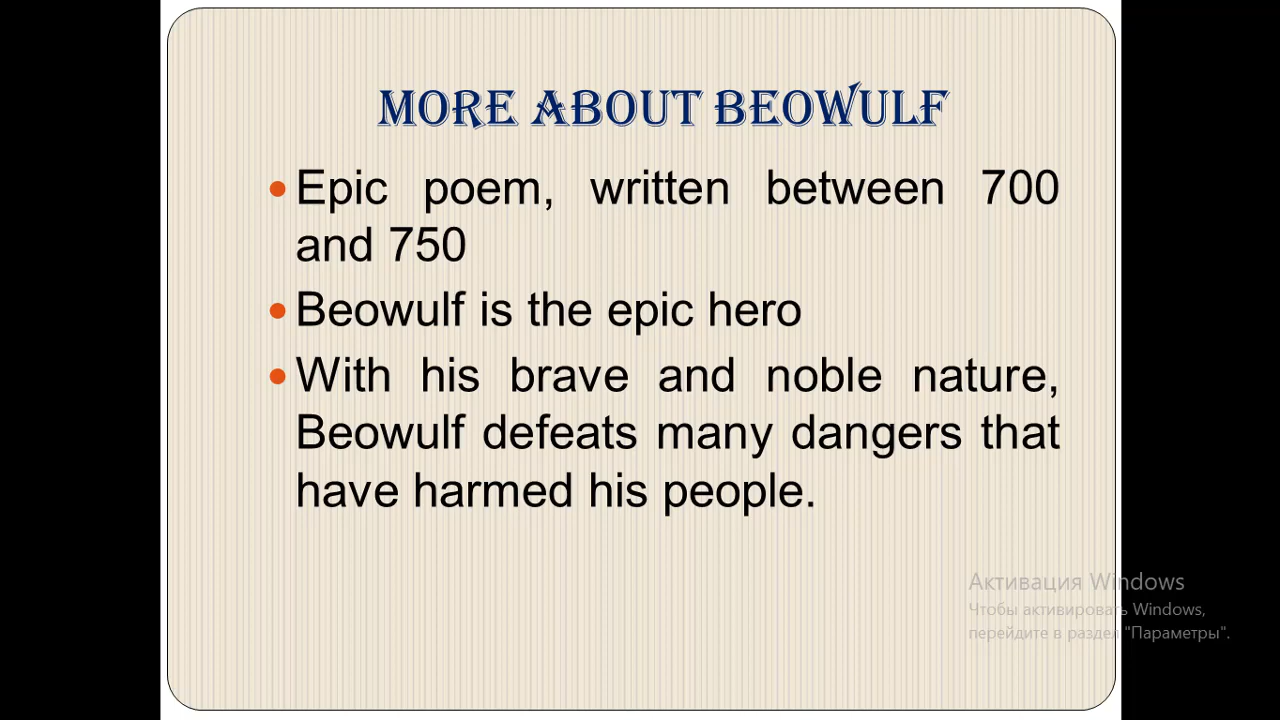 MORE ABOUT BEOWULF
Epic poem, written between 700
and 750
Beowulf is the epic hero
With his brave and noble nature,
Beowulf defeats many dangers that
have harmed his people.
Активация Windows
Чтобы активировать Windows,
перейдите в раздел "Параметры".